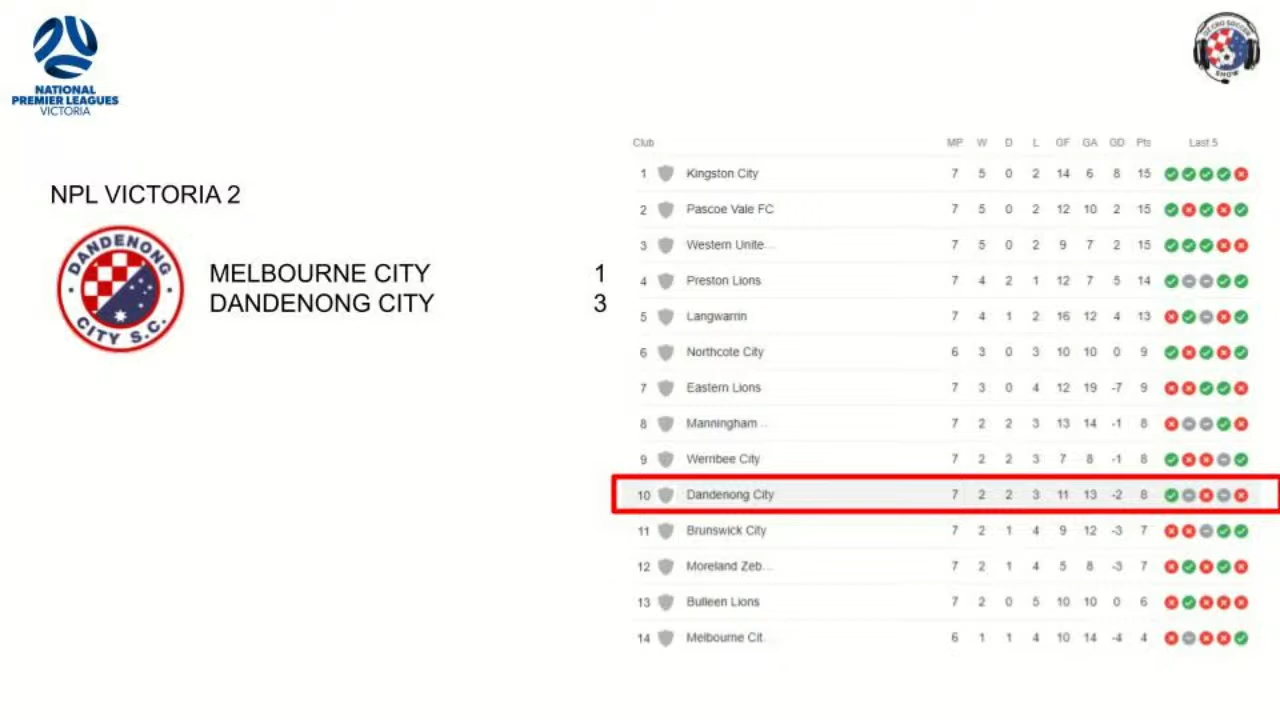 NATIONAL
PREMIER LEAGUES
VICTORIA
OZ CRO SOCCER
SHOW
NPL VICTORIA 2
DANDENONG
CITY S.C.
MELBOURNE CITY 1
DANDENONG CITY 3
Club MP W D L GF GA GD Pts Last 5
1 Kingston City 7 5 0 2 14 6 8 15
2 Pascoe Vale FC 7 5 0 2 12 10 2 15
3 Western Unite... 7 5 0 2 9 7 2 15
4 Preston Lions 7 4 2 1 12 7 5 14
5 Langwarrin 7 4 1 2 16 12 4 13
6 Northcote City 6 3 0 3 10 10 0 9
7 Eastern Lions 7 3 0 4 12 19 -7 9
8 Manningham ... 7 2 2 3 13 14 -1 8
9 Werribee City 7 2 2 3 7 8 -1 8
10 Dandenong City 7 2 2 3 11 13 -2 8
11 Brunswick City 7 2 1 4 9 12 -3 7
12 Moreland Zeb... 7 2 1 4 5 8 -3 7
13 Bulleen Lions 7 2 0 5 10 10 0 6
14 Melbourne Cit... 6 1 1 4 10 14 -4 4